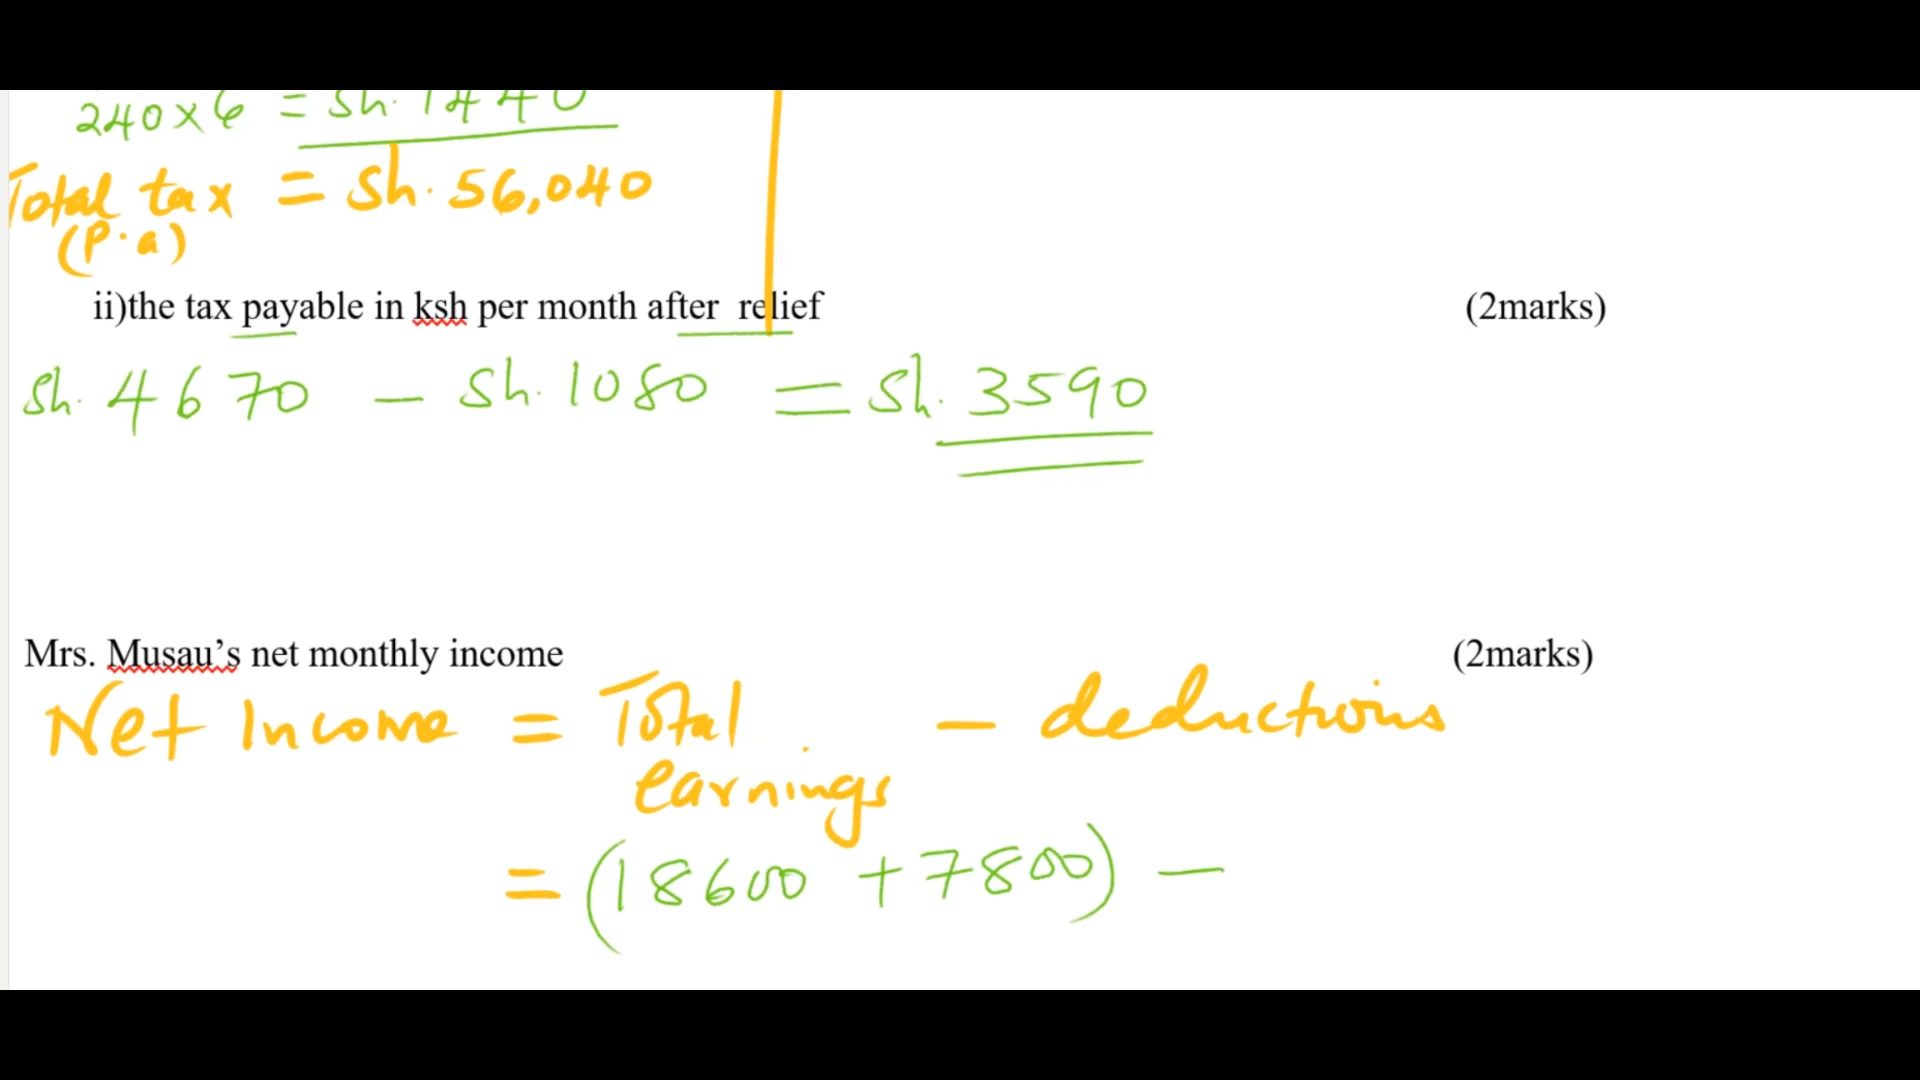 240×6 = Sh. 1440
Total tax = Sh. 56,040
(P.a)
ii)the tax payable in ksh per month after relief (2marks)
Sh. 4670 – Sh. 1080 = Sh. 3590
Mrs. Musau’s net monthly income (2marks)
Net Income = Total earnings – deductions
= (18600 + 7800) –